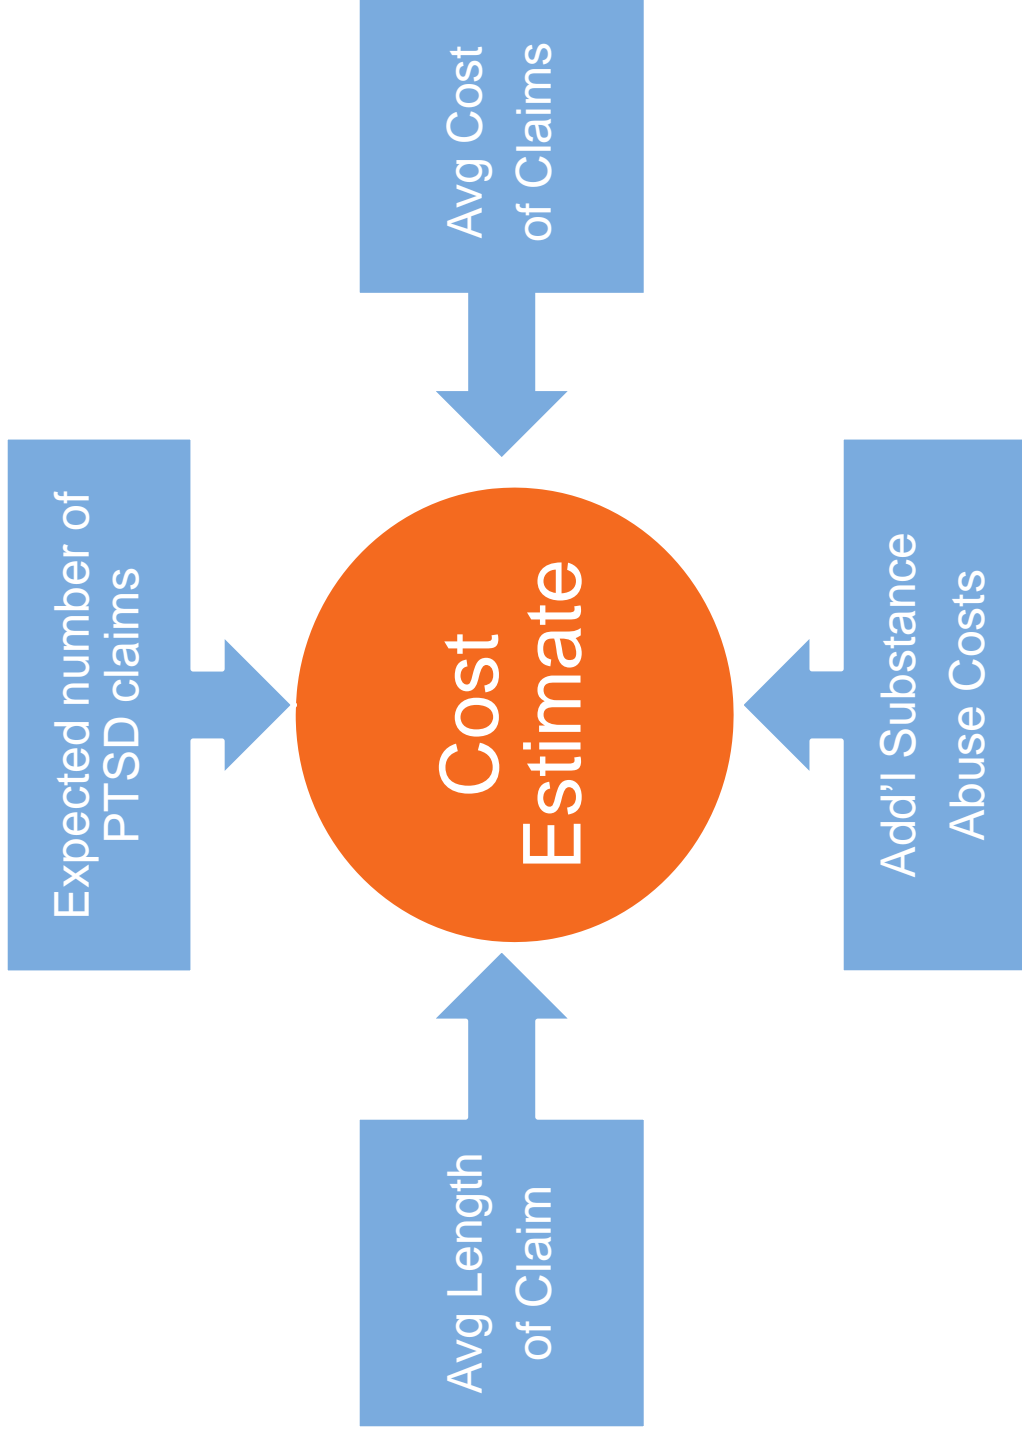 Expected number of
PTSD claims
Avg Length
of Claim
Cost
Estimate
Avg Cost
of Claims
Add’l Substance
Abuse Costs